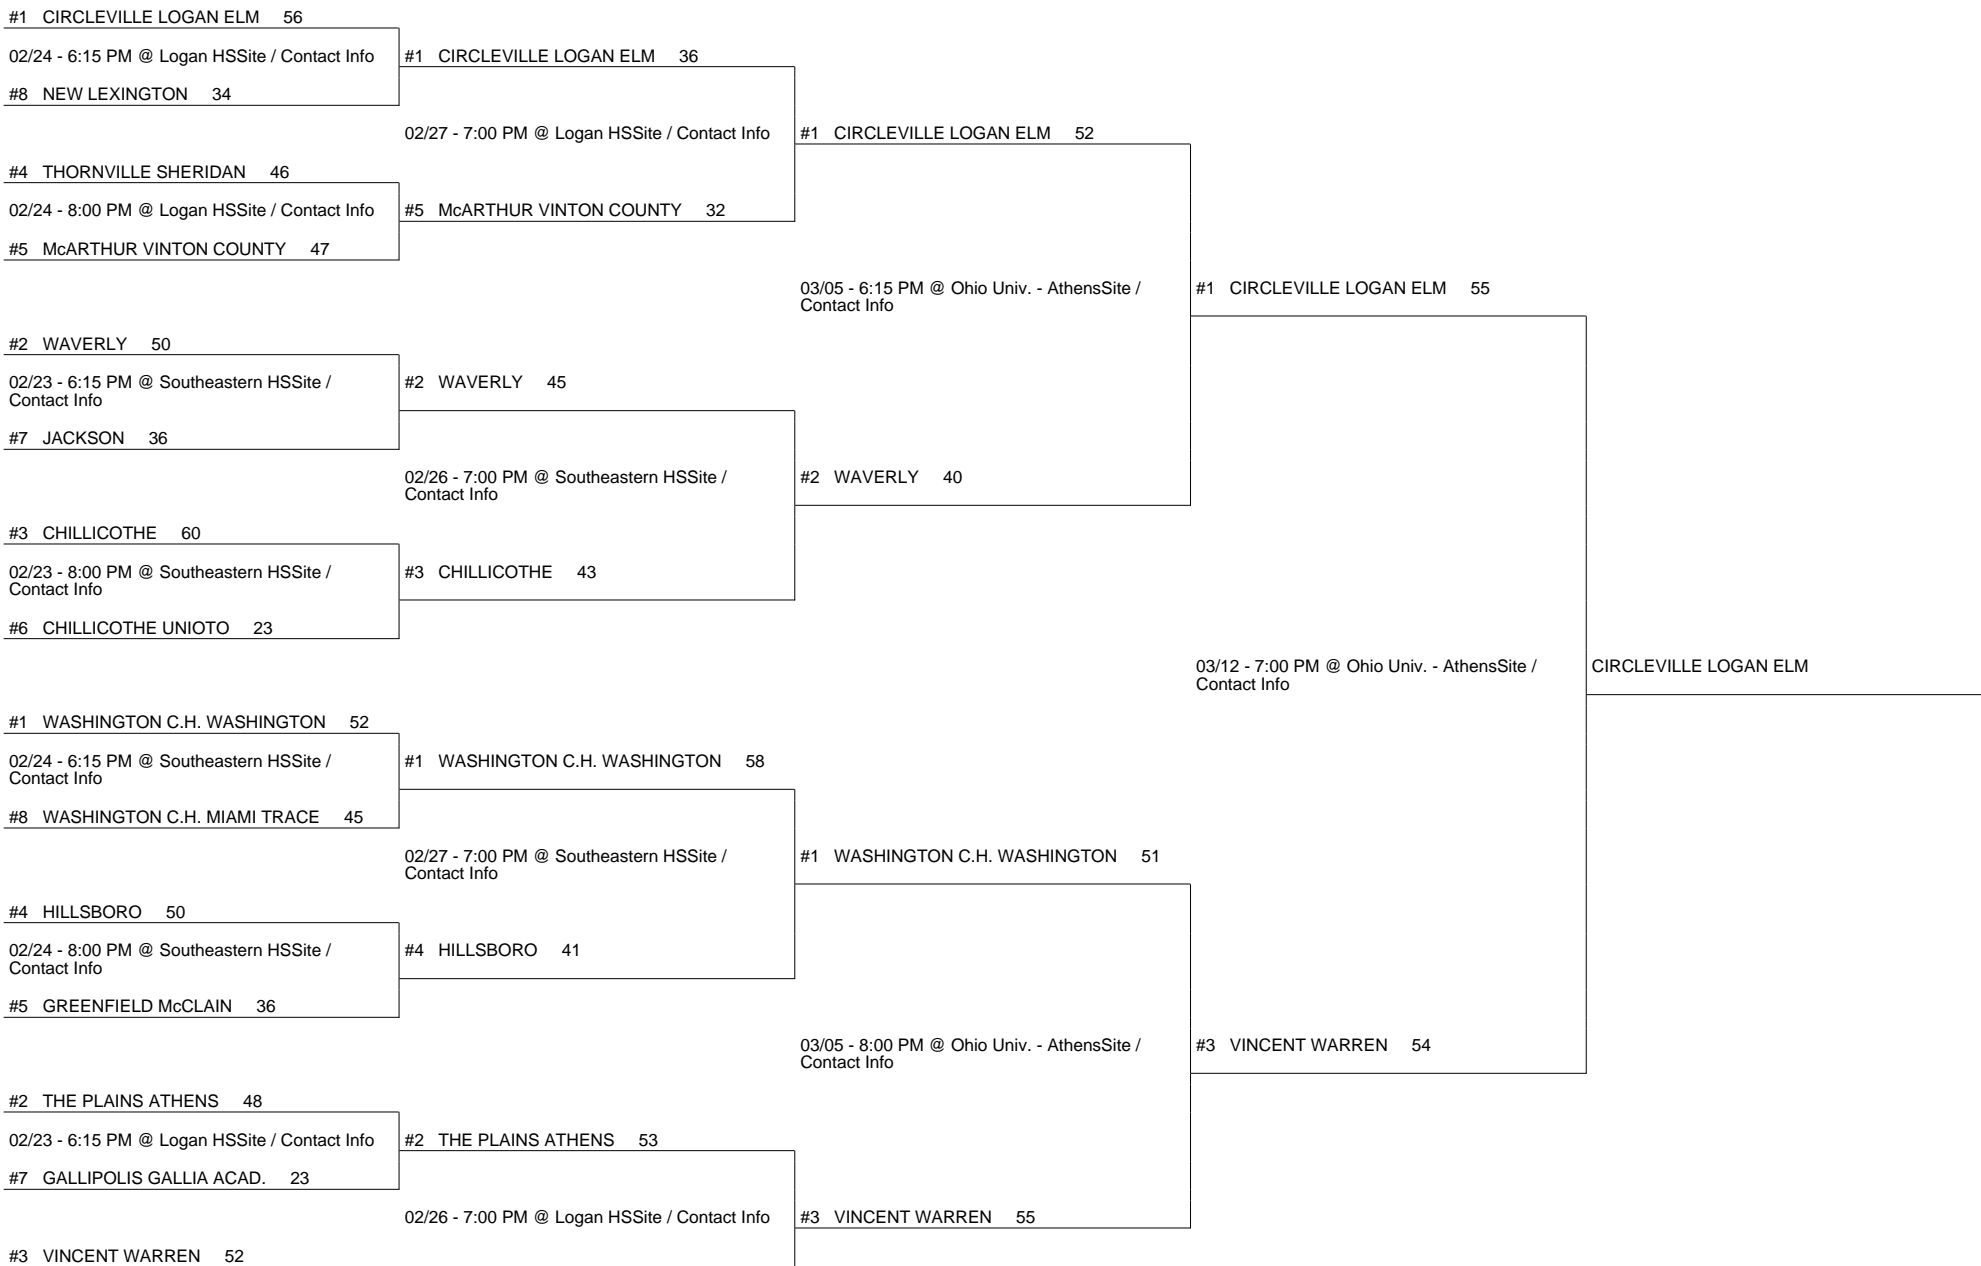 #1 CIRCLEVILLE LOGAN ELM 56
02/24 - 6:15 PM @ Logan HSSite / Contact Info
#1 CIRCLEVILLE LOGAN ELM 36
#8 NEW LEXINGTON 34
02/27 - 7:00 PM @ Logan HSSite / Contact Info
#1 CIRCLEVILLE LOGAN ELM 52
#4 THORNVILLE SHERIDAN 46
02/24 - 8:00 PM @ Logan HSSite / Contact Info
#5 McARTHUR VINTON COUNTY 32
#5 McARTHUR VINTON COUNTY 47
03/05 - 6:15 PM @ Ohio Univ. - AthensSite /
Contact Info
#1 CIRCLEVILLE LOGAN ELM 55
#2 WAVERLY 50
02/23 - 6:15 PM @ Southeastern HSSite /
Contact Info
#2 WAVERLY 45
#7 JACKSON 36
02/26 - 7:00 PM @ Southeastern HSSite /
Contact Info
#2 WAVERLY 40
#3 CHILLICOTHE 60
02/23 - 8:00 PM @ Southeastern HSSite /
Contact Info
#3 CHILLICOTHE 43
#6 CHILLICOTHE UNIOTO 23
03/12 - 7:00 PM @ Ohio Univ. - AthensSite /
Contact Info
CIRCLEVILLE LOGAN ELM
#1 WASHINGTON C.H. WASHINGTON 52
02/24 - 6:15 PM @ Southeastern HSSite /
Contact Info
#1 WASHINGTON C.H. WASHINGTON 58
#8 WASHINGTON C.H. MIAMI TRACE 45
02/27 - 7:00 PM @ Southeastern HSSite /
Contact Info
#1 WASHINGTON C.H. WASHINGTON 51
#4 HILLSBORO 50
02/24 - 8:00 PM @ Southeastern HSSite /
Contact Info
#4 HILLSBORO 41
#5 GREENFIELD McCLAIN 36
03/05 - 8:00 PM @ Ohio Univ. - AthensSite /
Contact Info
#3 VINCENT WARREN 54
#2 THE PLAINS ATHENS 48
02/23 - 6:15 PM @ Logan HSSite / Contact Info
#2 THE PLAINS ATHENS 53
#7 GALLIPOLIS GALLIA ACAD. 23
02/26 - 7:00 PM @ Logan HSSite / Contact Info
#3 VINCENT WARREN 55
#3 VINCENT WARREN 52